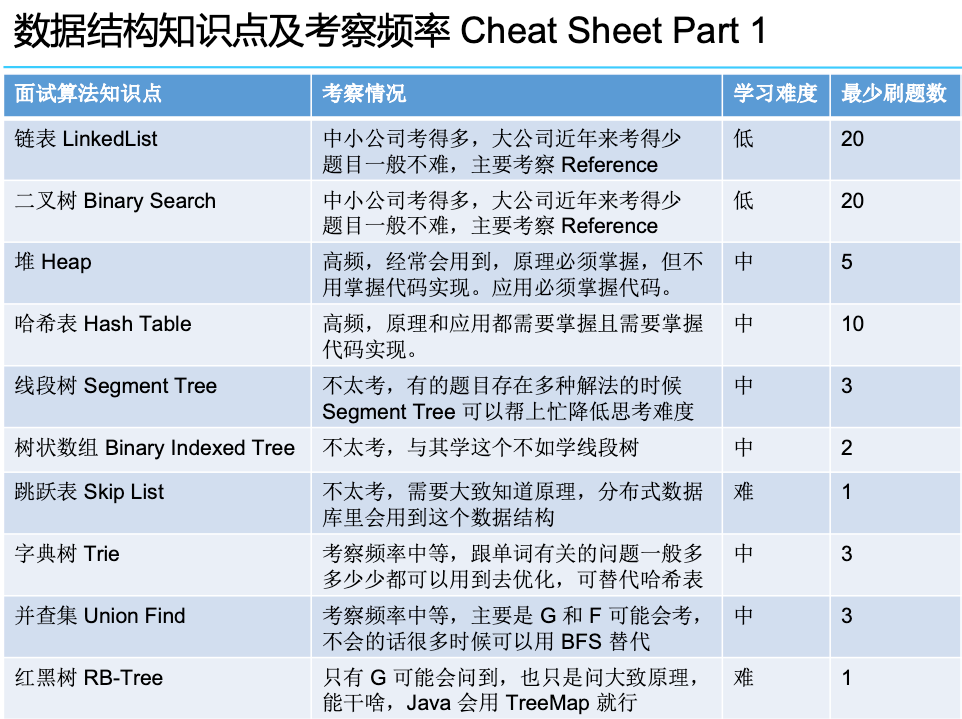 数据结构知识点及考察频率 Cheat Sheet Part 1
面试算法知识点 考察情况 学习难度 最少刷题数
链表 LinkedList 中小公司考得多，大公司近年来考得少 低 20
题目一般不难，主要考察 Reference
二叉树 Binary Search 中小公司考得多，大公司近年来考得少 低 20
题目一般不难，主要考察 Reference
堆 Heap 高频，经常会用到，原理必须掌握，但不 中 5
用掌握代码实现。应用必须掌握代码。
哈希表 Hash Table 高频，原理和应用都需要掌握且需要掌握 中 10
代码实现。
线段树 Segment Tree 不太考，有的题目存在多种解法的时候 中 3
Segment Tree 可以帮上忙降低思考难度
树状数组 Binary Indexed Tree 不太考，与其学这个不如学线段树 中 2
跳跃表 Skip List 不太考，需要大致知道原理，分布式数据 难 1
库里会用到这个数据结构
字典树 Trie 考察频率中等，跟单词有关的问题一般多 中 3
多少少都可以用到去优化，可替代哈希表
并查集 Union Find 考察频率中等，主要是 G 和 F 可能会考， 中 3
不会的话很多时候可以用 BFS 替代
红黑树 RB-Tree 只有 G 可能会问到，也只是问大致原理， 难 1
能干啥，Java 会用 TreeMap 就行